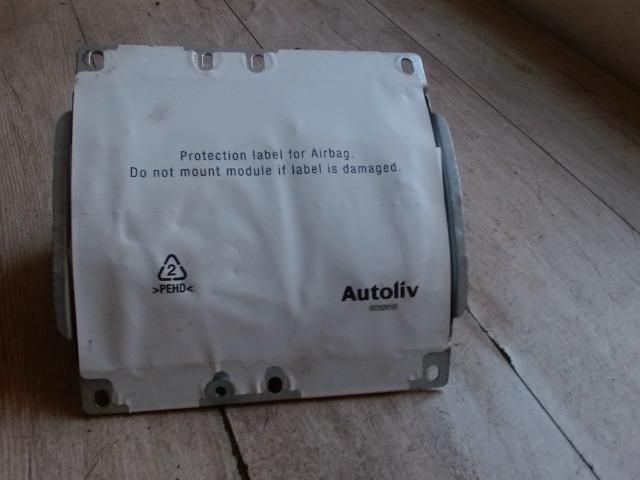 Protection label for Airbag.
Do not mount module if label is damaged.
2
>PEHD<
Autoliv